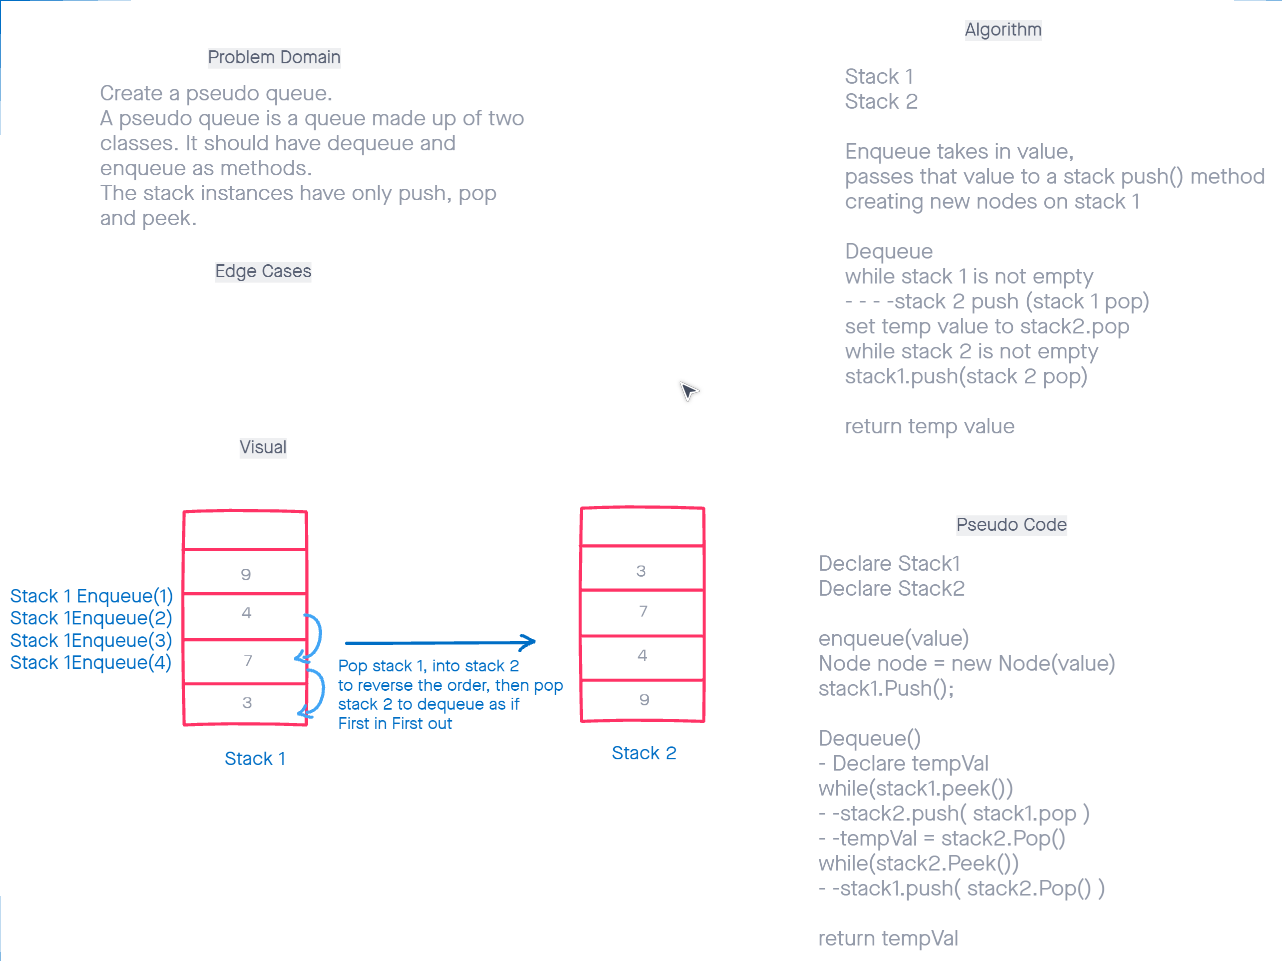 Problem Domain
Create a pseudo queue.
A pseudo queue is a queue made up of two
classes. It should have dequeue and
enqueue as methods.
The stack instances have only push, pop
and peek.
Edge Cases
Visual
9
4
7
3
Stack 1 Enqueue(1)
Stack 1Enqueue(2)
Stack 1Enqueue(3)
Stack 1Enqueue(4)
Stack 1
Pop stack 1, into stack 2
to reverse the order, then pop
stack 2 to dequeue as if
First in First out
3
7
4
9
Stack 2
Algorithm
Stack 1
Stack 2
Enqueue takes in value,
passes that value to a stack push() method
creating new nodes on stack 1
Dequeue
while stack 1 is not empty
- - - -stack 2 push (stack 1 pop)
set temp value to stack2.pop
while stack 2 is not empty
stack1.push(stack 2 pop)
return temp value
Pseudo Code
Declare Stack1
Declare Stack2
enqueue(value)
Node node = new Node(value)
stack1.Push();
Dequeue()
- Declare tempVal
while(stack1.peek())
- -stack2.push( stack1.pop )
- -tempVal = stack2.Pop()
while(stack2.Peek())
- -stack1.push( stack2.Pop() )
return tempVal